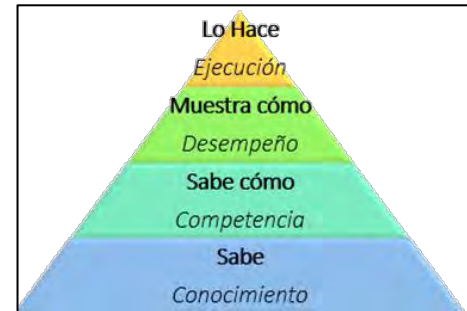 Lo Hace
Ejecución
Muestra cómo
Desempeño
Sabe cómo
Competencia
Sabe
Conocimiento